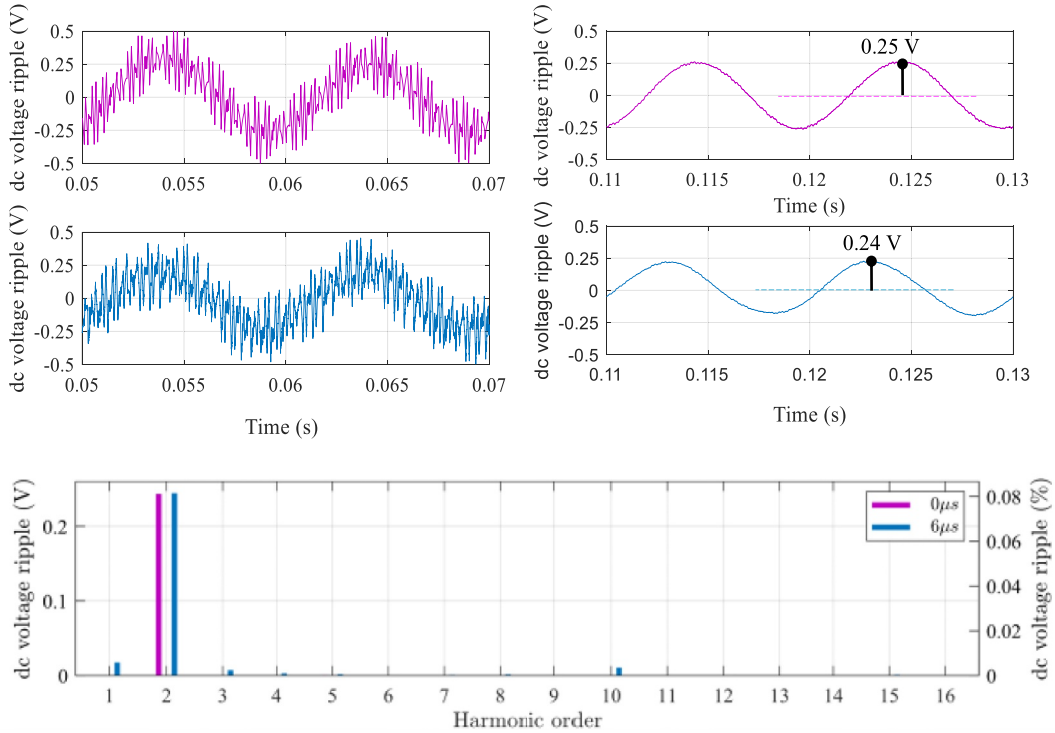 dc voltage ripple (V)
0.5
0.25
0
-0.25
-0.5
0.05 0.055 0.06 0.065 0.07
dc voltage ripple (V)
0.5
0.25
0
-0.25
-0.5
0.25 V
0.11 0.115 0.12 0.125 0.13
Time (s)
dc voltage ripple (V)
0.5
0.25
0
-0.25
-0.5
0.05 0.055 0.06 0.065 0.07
Time (s)
dc voltage ripple (V)
0.5
0.25
0
-0.25
-0.5
0.24 V
0.11 0.115 0.12 0.125 0.13
Time (s)
dc voltage ripple (V)
0.2
0.1
0
0μs
6μs
0.08
0.06
0.04
0.02
0
dc voltage ripple (%)
1 2 3 4 5 6 7 8 9 10 11 12 13 14 15 16
Harmonic order